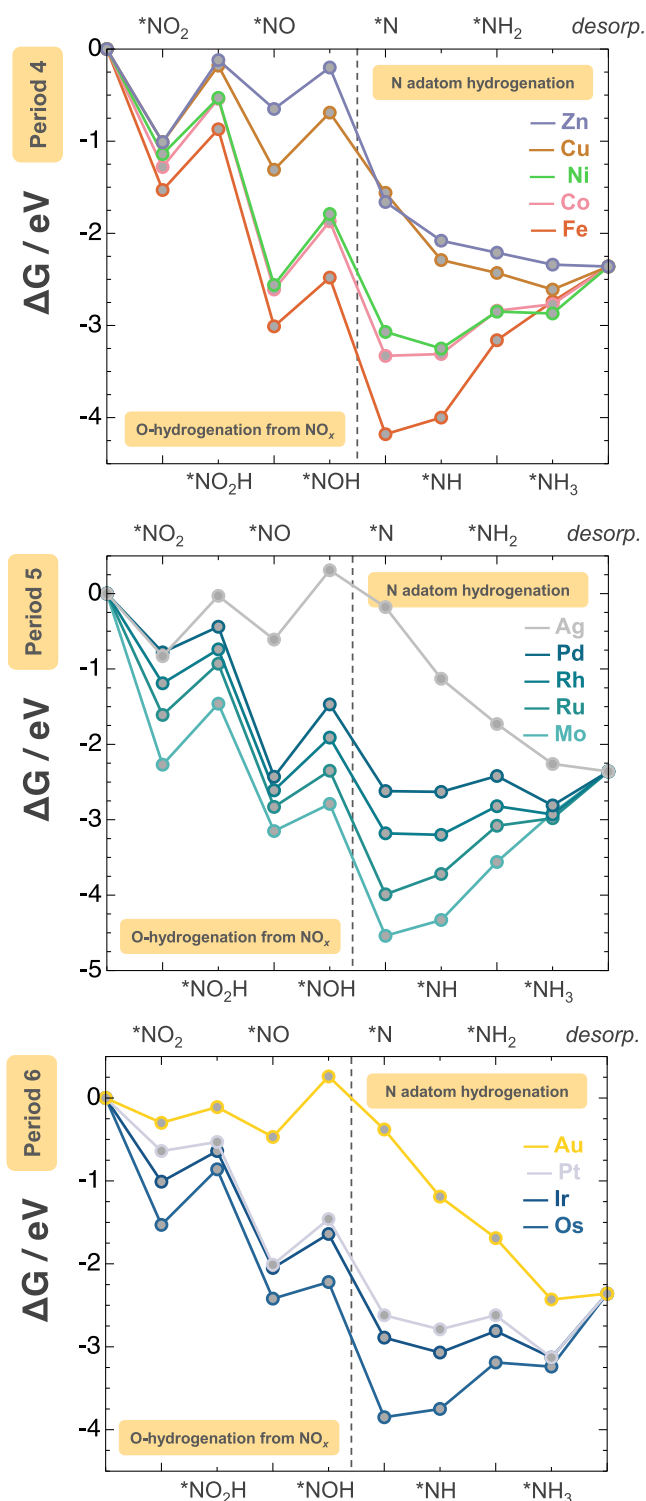 *NO₂ *NO *N *NH₂ desorp.
Period 4
ΔG / eV
0
-1
-2
-3
-4
N adatom hydrogenation
Zn
Cu
Ni
Co
Fe
O-hydrogenation from NOₓ
*NO₂H *NOH *NH *NH₃
*NO₂ *NO *N *NH₂ desorp.
Period 5
ΔG / eV
0
-1
-2
-3
-4
-5
N adatom hydrogenation
Ag
Pd
Rh
Ru
Mo
O-hydrogenation from NOₓ
*NO₂H *NOH *NH *NH₃
*NO₂ *NO *N *NH₂ desorp.
Period 6
ΔG / eV
0
-1
-2
-3
-4
N adatom hydrogenation
Au
Pt
Ir
Os
O-hydrogenation from NOₓ
*NO₂H *NOH *NH *NH₃